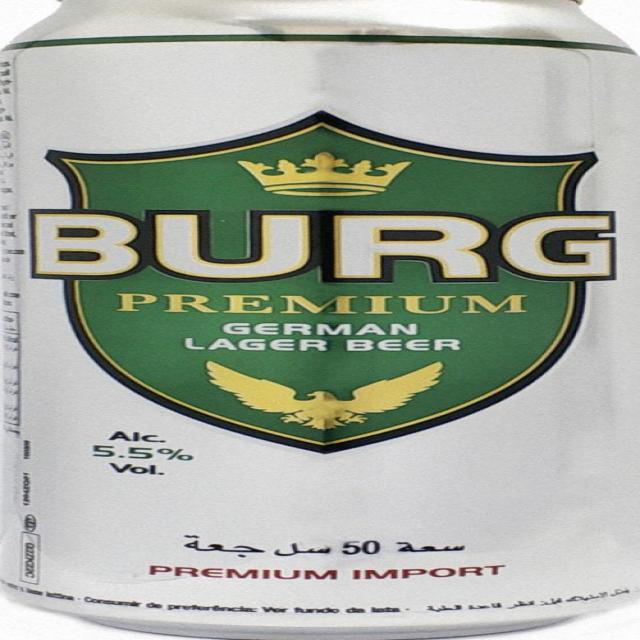 BURG
PREMIUM
GERMAN
LAGER BEER
Alc.
5.5%
Vol.
سعة 50 سل جعة
PREMIUM IMPORT
Consumir de preferência: Ver fundo da lata